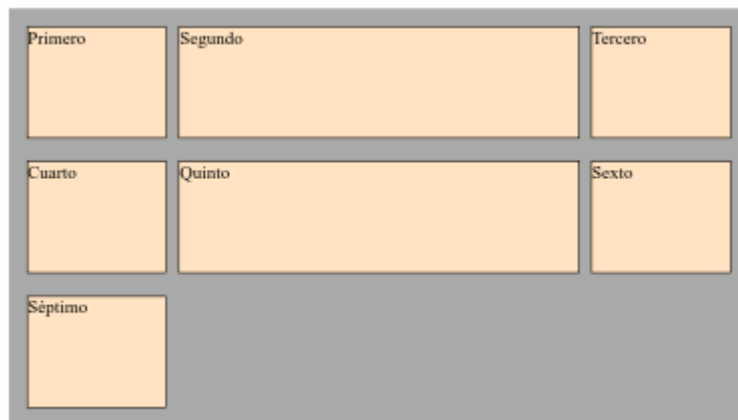 Primero
Segundo
Tercero
Cuarto
Quinto
Sexto
Séptimo